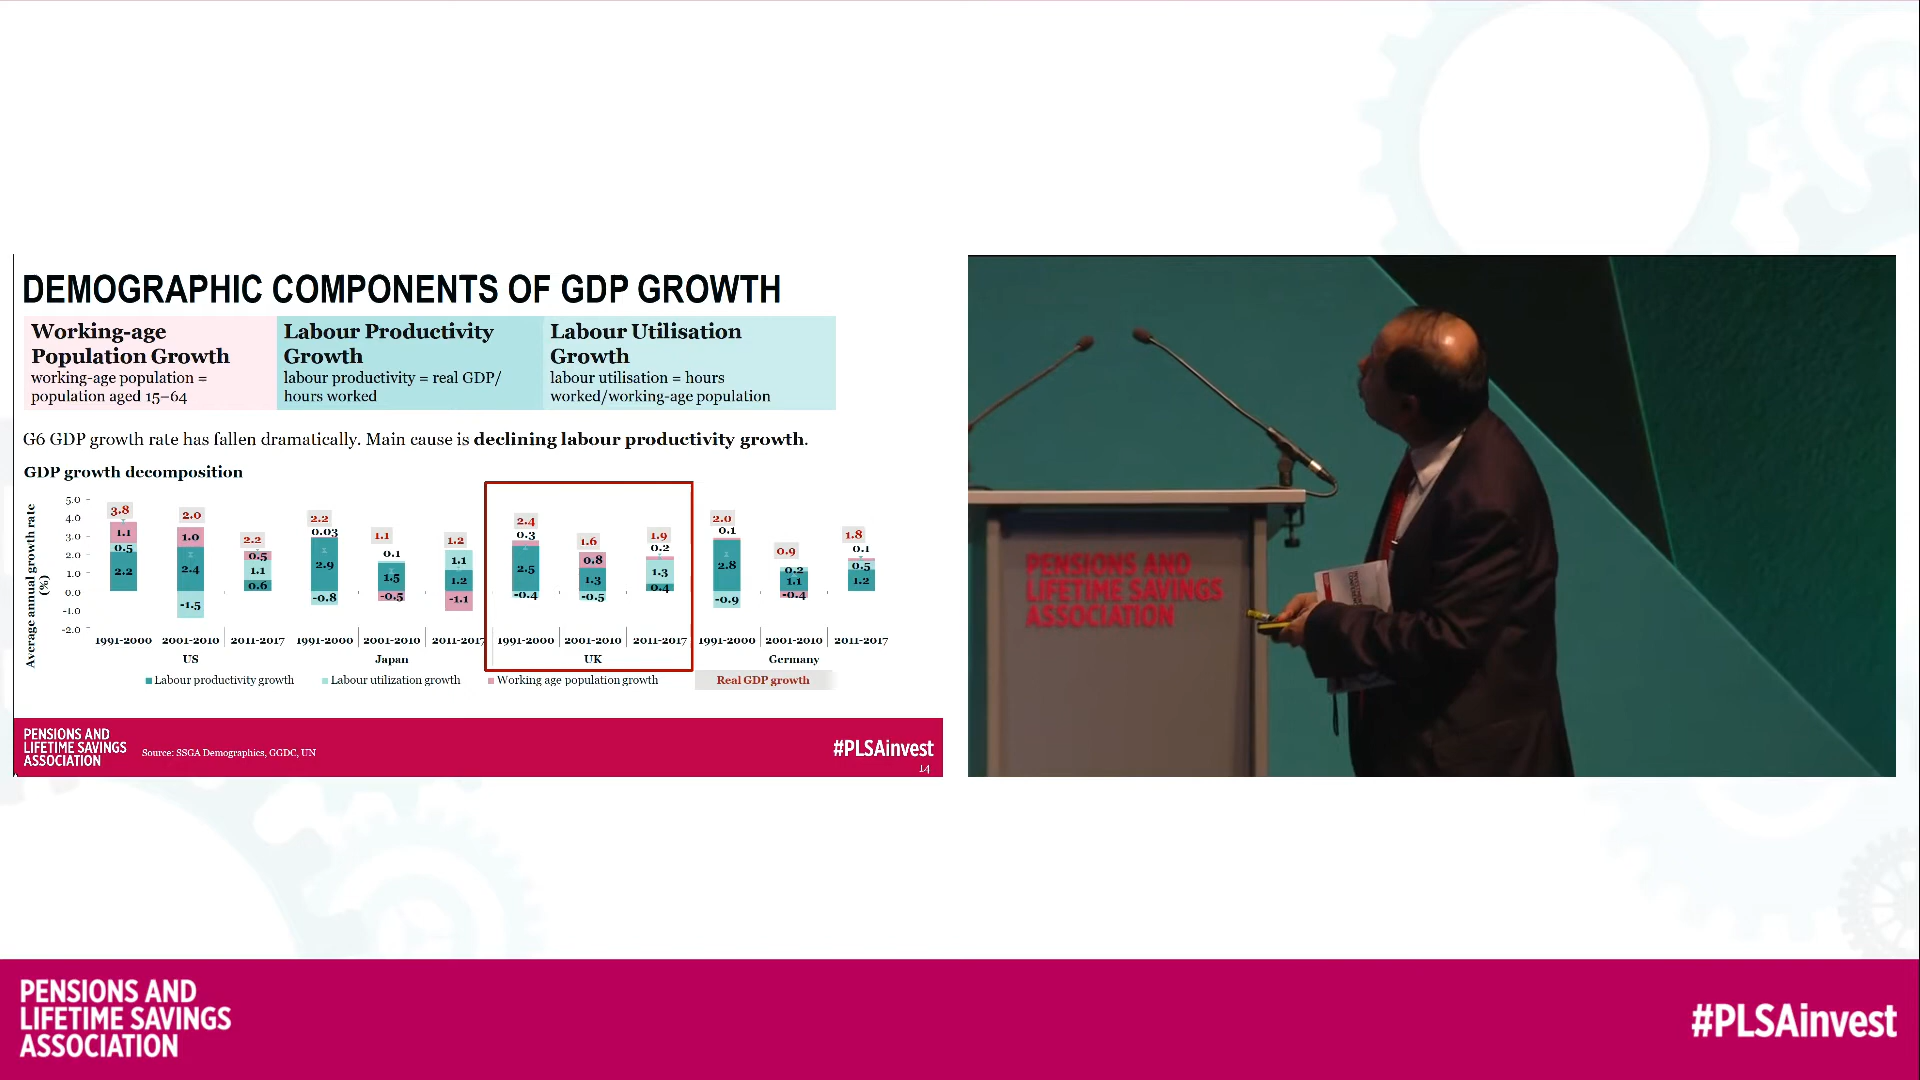 DEMOGRAPHIC COMPONENTS OF GDP GROWTH
Working-age
Population Growth
working-age population =
population aged 15–64
Labour Productivity
Growth
labour productivity = real GDP/
hours worked
Labour Utilisation
Growth
labour utilisation = hours
worked/working-age population
G6 GDP growth rate has fallen dramatically. Main cause is declining labour productivity growth.
GDP growth decomposition
Average annual growth rate
(%)
5.0
4.0
3.0
2.0
1.0
0.0
-1.0
-2.0
3.8
1.1
0.5
2.2
2.0
1.0
2.4
-1.5
2.2
0.5
1.1
0.6
2.2
0.03
2.9
-0.8
1.1
0.1
1.5
-0.5
1.2
1.1
1.2
-1.1
2.4
0.3
2.5
-0.4
1.6
0.8
1.3
-0.5
1.9
0.2
1.3
0.4
2.0
0.1
2.8
-0.9
0.9
0.2
1.1
-0.4
1.8
0.1
0.5
1.2
1991-2000 2001-2010 2011-2017 1991-2000 2001-2010 2011-2017 1991-2000 2001-2010 2011-2017 1991-2000 2001-2010 2011-2017
US Japan UK Germany
Labour productivity growth Labour utilization growth Working age population growth Real GDP growth
PENSIONS AND
LIFETIME SAVINGS
ASSOCIATION
Source: SSGA Demographics, GGDC, UN
#PLSAinvest
14
PENSIONS AND
LIFETIME SAVINGS
ASSOCIATION
PENSIONS AND
LIFETIME SAVINGS
ASSOCIATION
#PLSAinvest